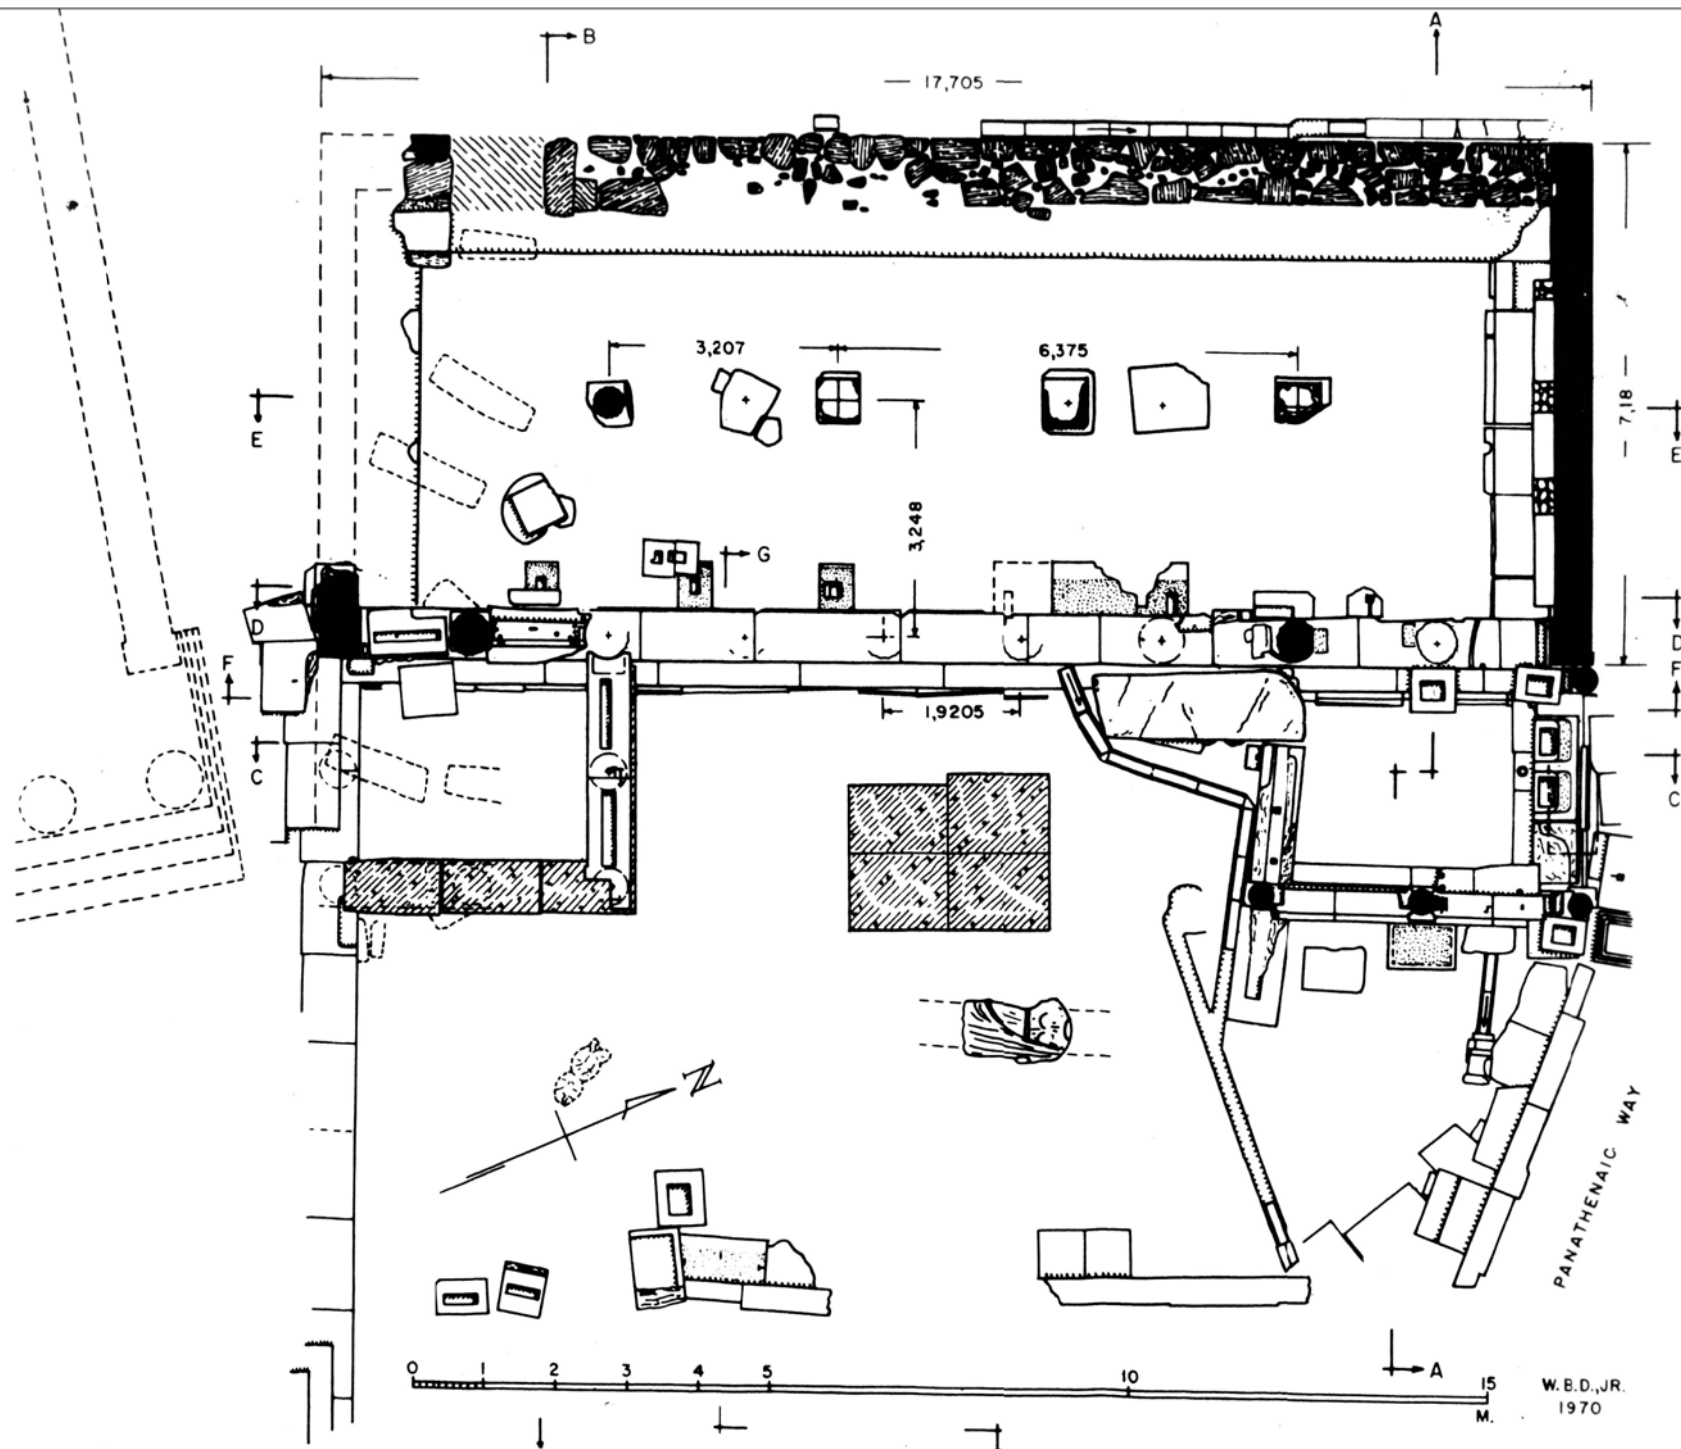 B
A
17,705
3,207
6,375
7,18
E
E
3,248
G
D
D
F
F
1,9205
C
C
N
PANATHENAIC WAY
0 1 2 3 4 5 10 15
M.
A
W.B.D.,JR.
1970